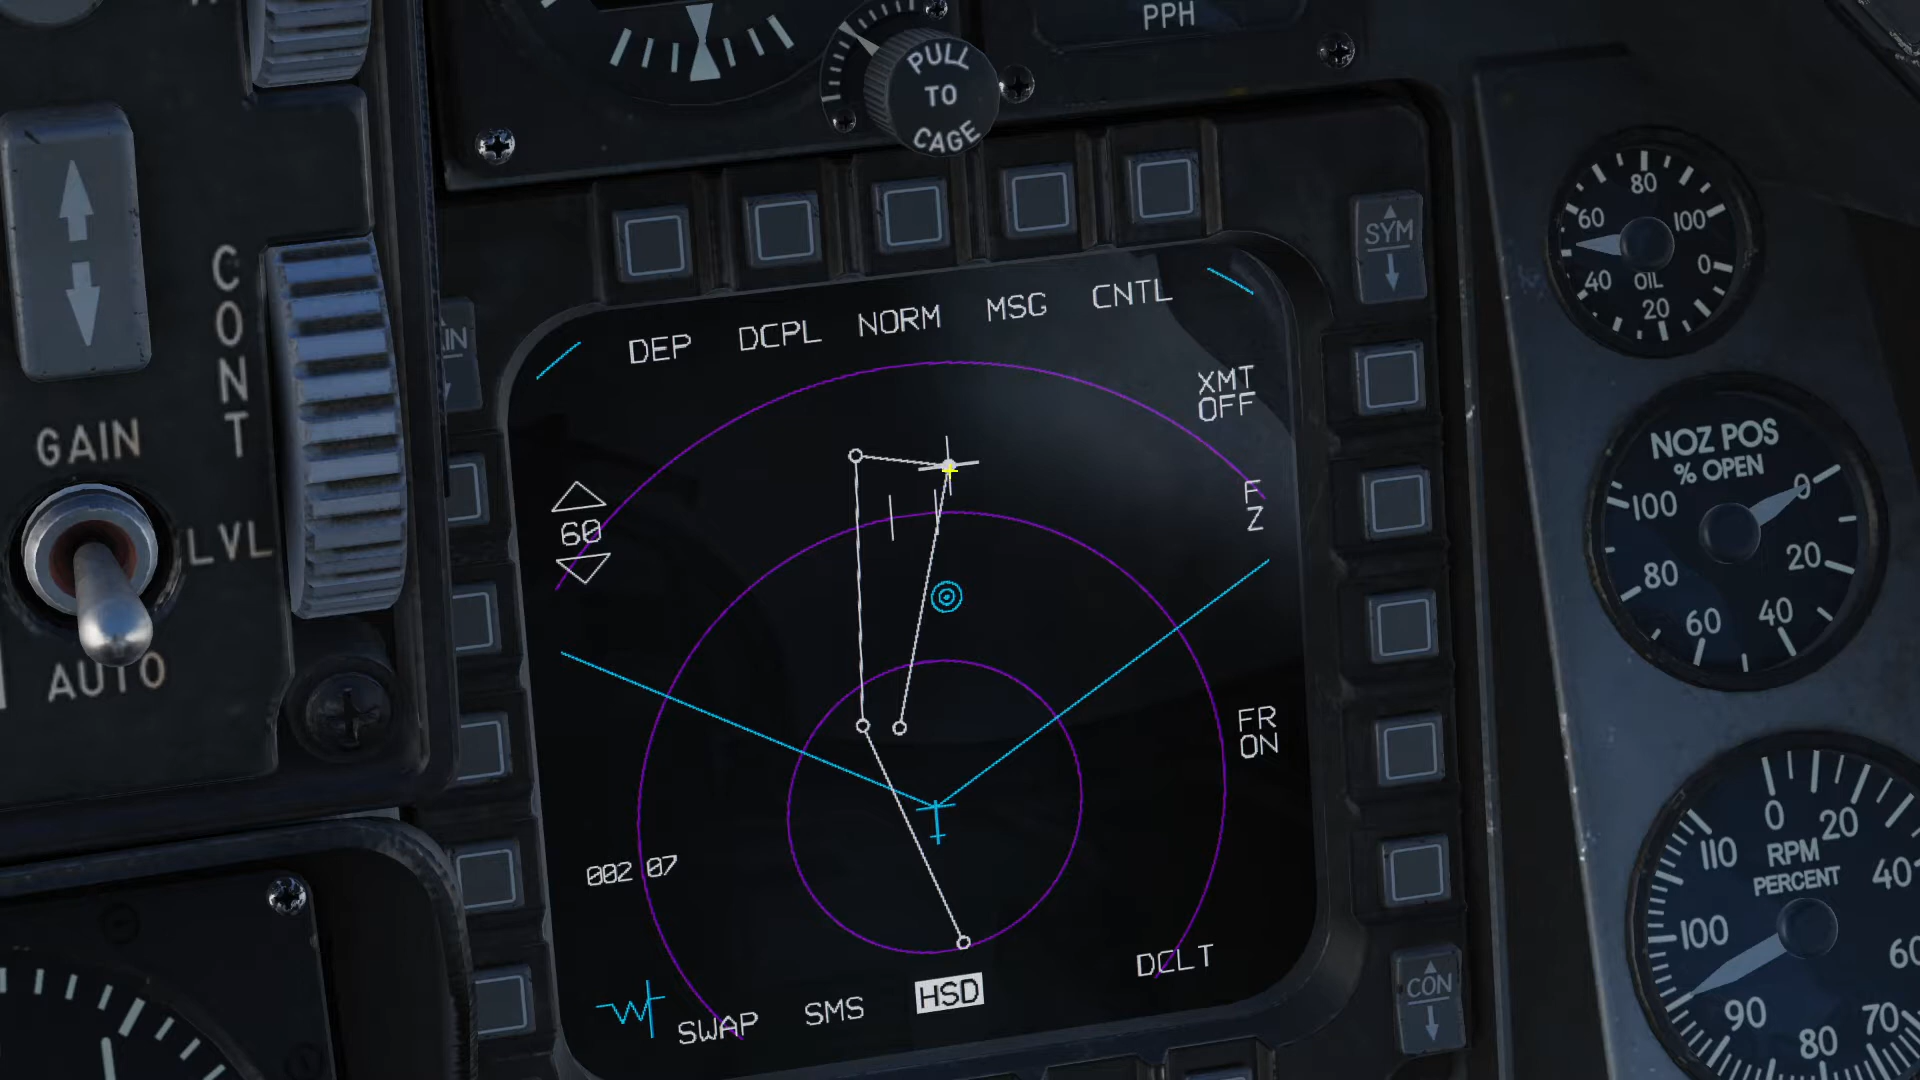 PPH
PULL
TO
CAGE
SYM
80
60
100
40
OIL
0
20
CONT
DEP
DCPL
NORM
MSG
CNTL
XMT
OFF
GAIN
LVL
AUTO
60
F
Z
NOZ POS
% OPEN
100
0
80
20
60
40
FR
ON
0
20
110
RPM
PERCENT
40
100
60
90
70
80
002 07
DCLT
CON
SWAP
SMS
HSD